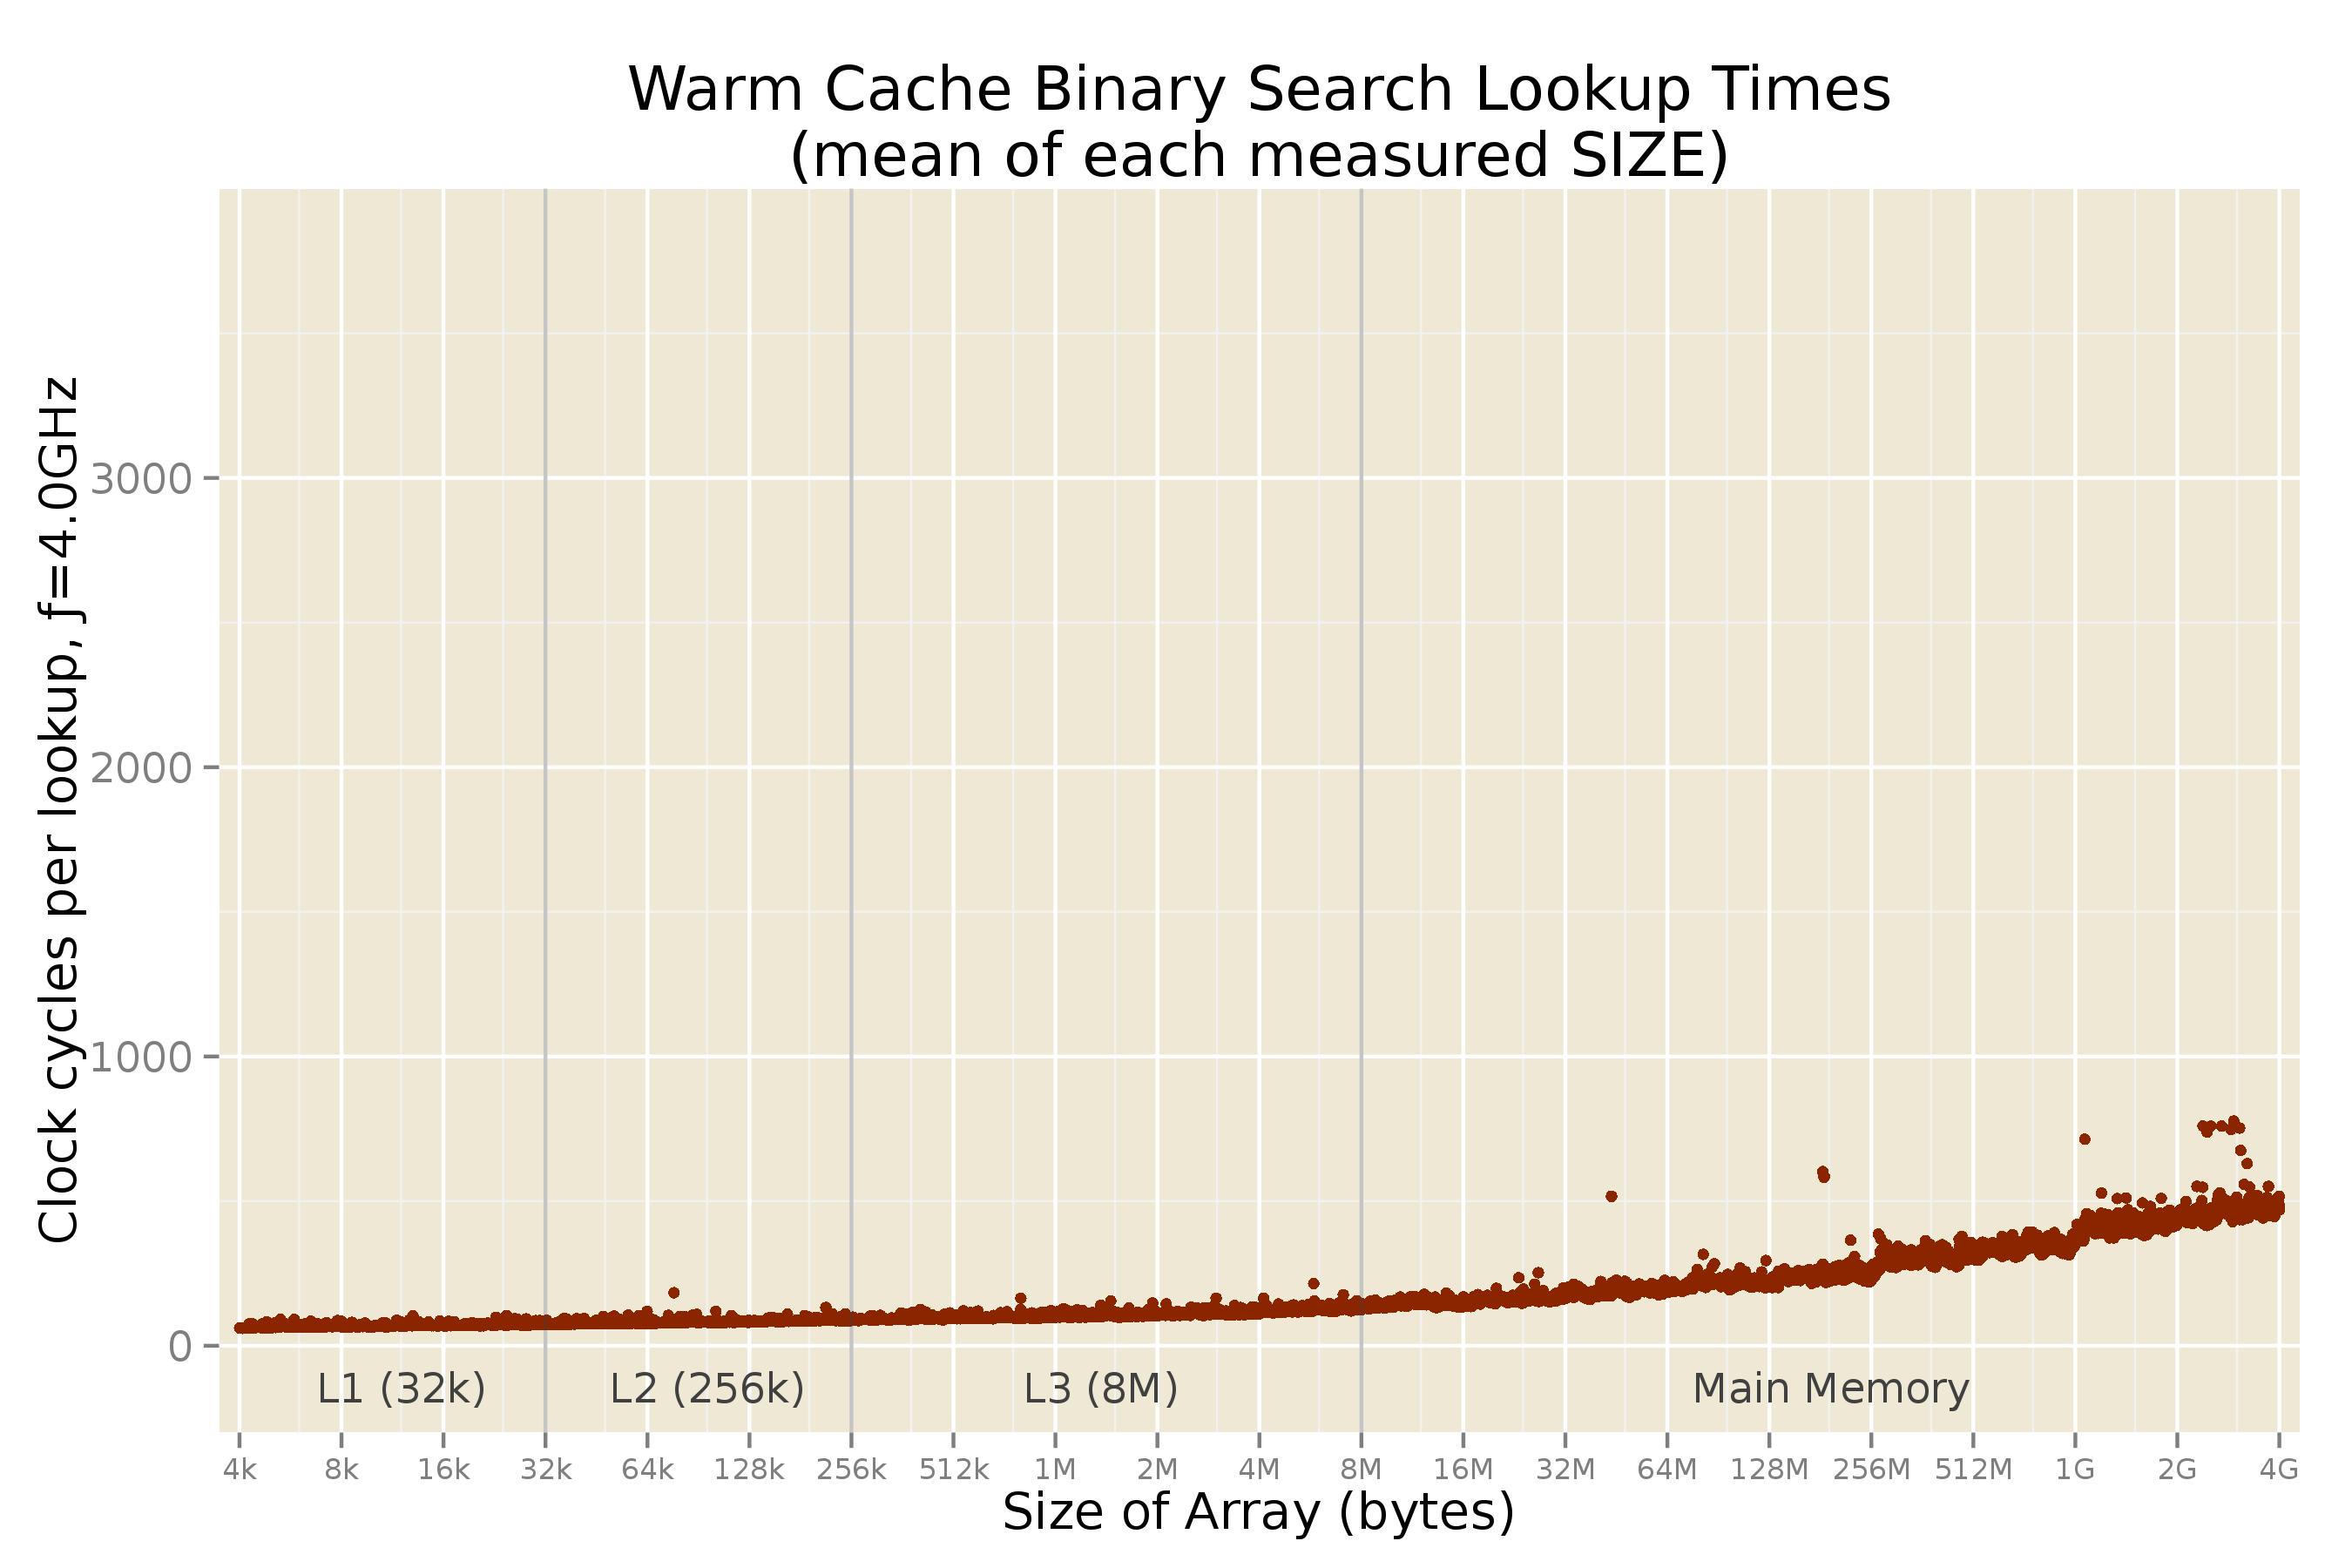 Warm Cache Binary Search Lookup Times
(mean of each measured SIZE)
Clock cycles per lookup, ƒ=4.0GHz
3000
2000
1000
0
L1 (32k)
L2 (256k)
L3 (8M)
Main Memory
4k
8k
16k
32k
64k
128k
256k
512k
1M
2M
4M
8M
16M
32M
64M
128M
256M
512M
1G
2G
4G
Size of Array (bytes)